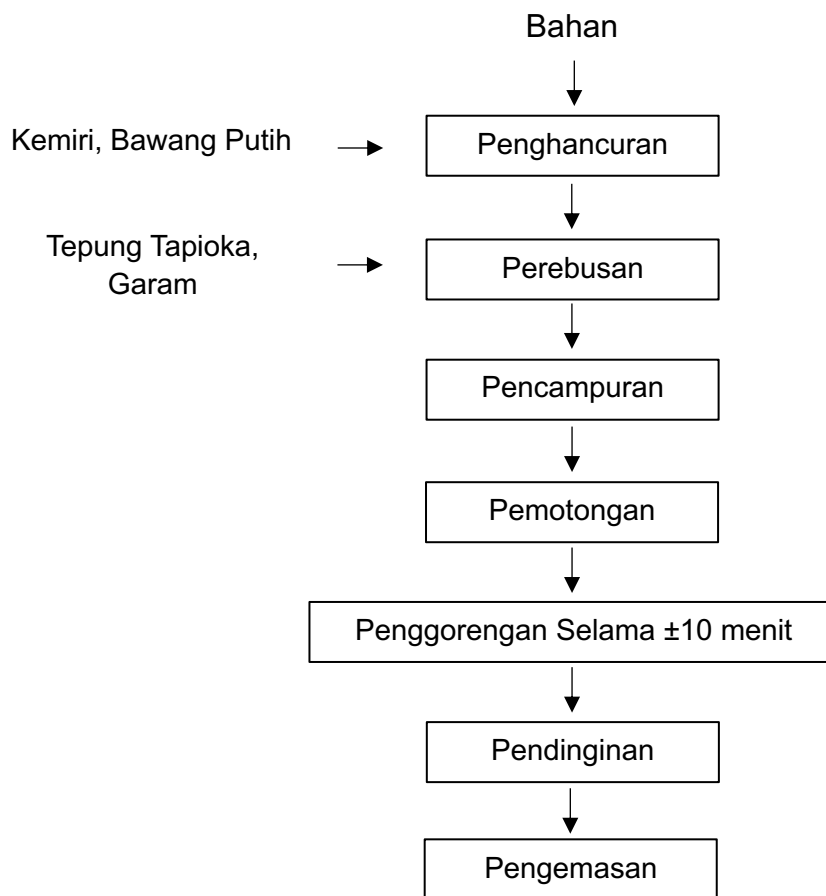 Bahan
Kemiri, Bawang Putih
Penghancuran
Tepung Tapioka,
Garam
Perebusan
Pencampuran
Pemotongan
Penggorengan Selama ±10 menit
Pendinginan
Pengemasan